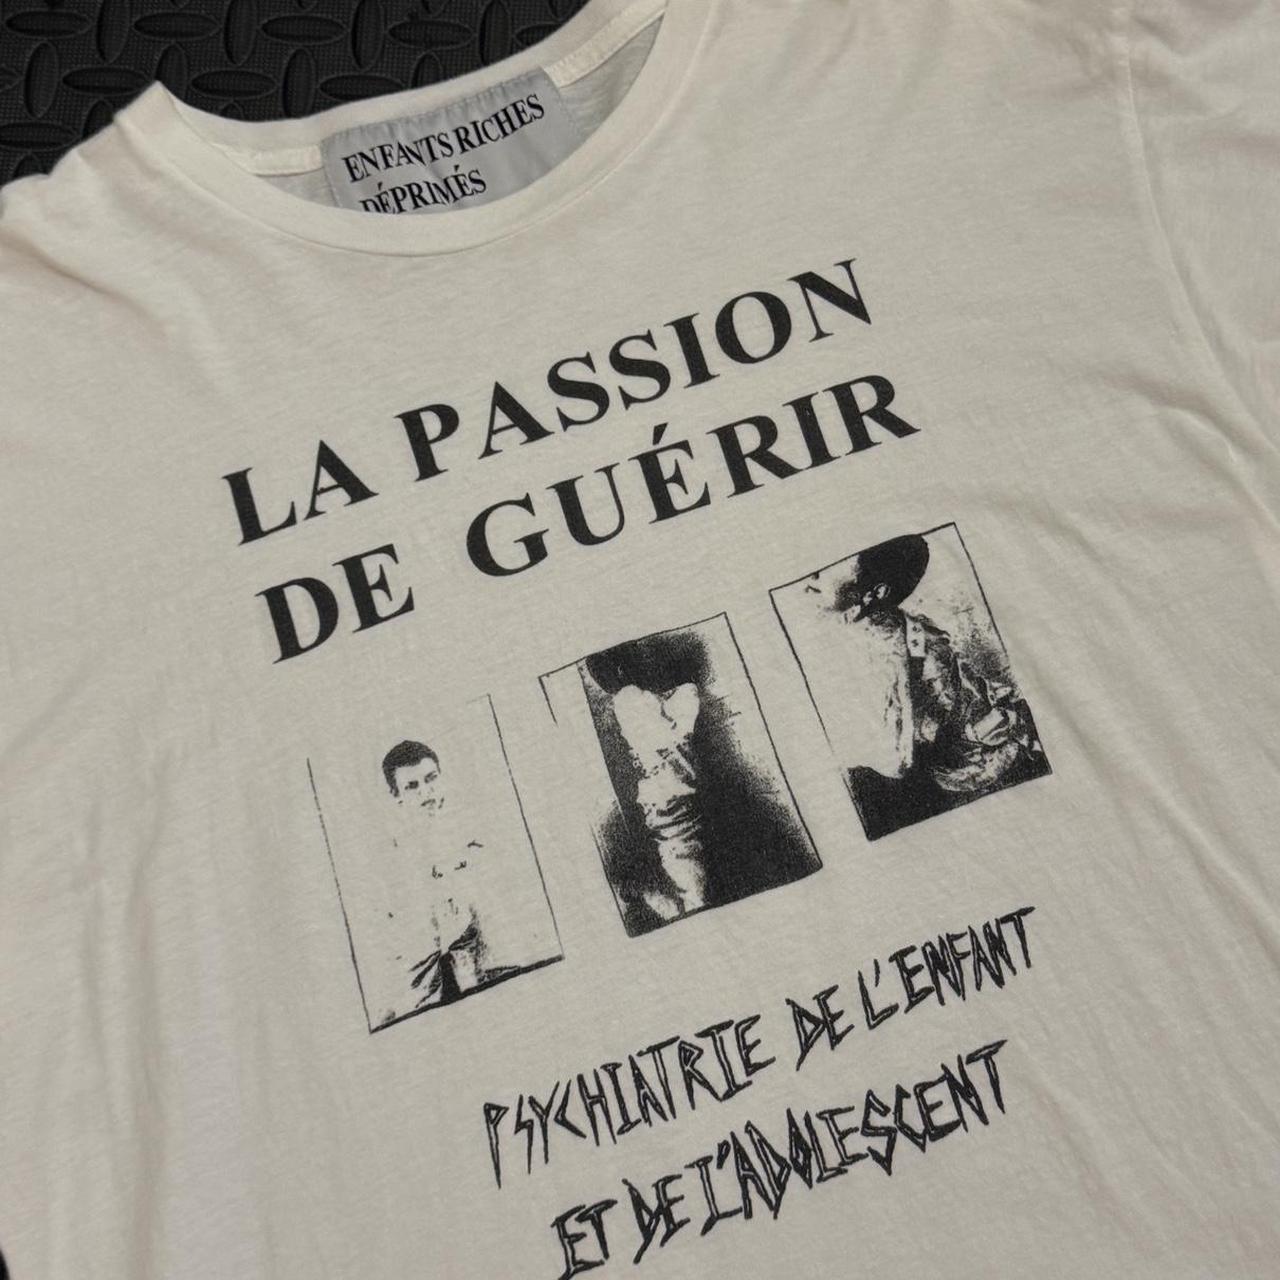 ENFANTS RICHES
DÉPRIMÉS
LA PASSION
DE GUÉRIR
PSYCHIATRIE DE L'ENFANT
ET DE L'ADOLESCENT